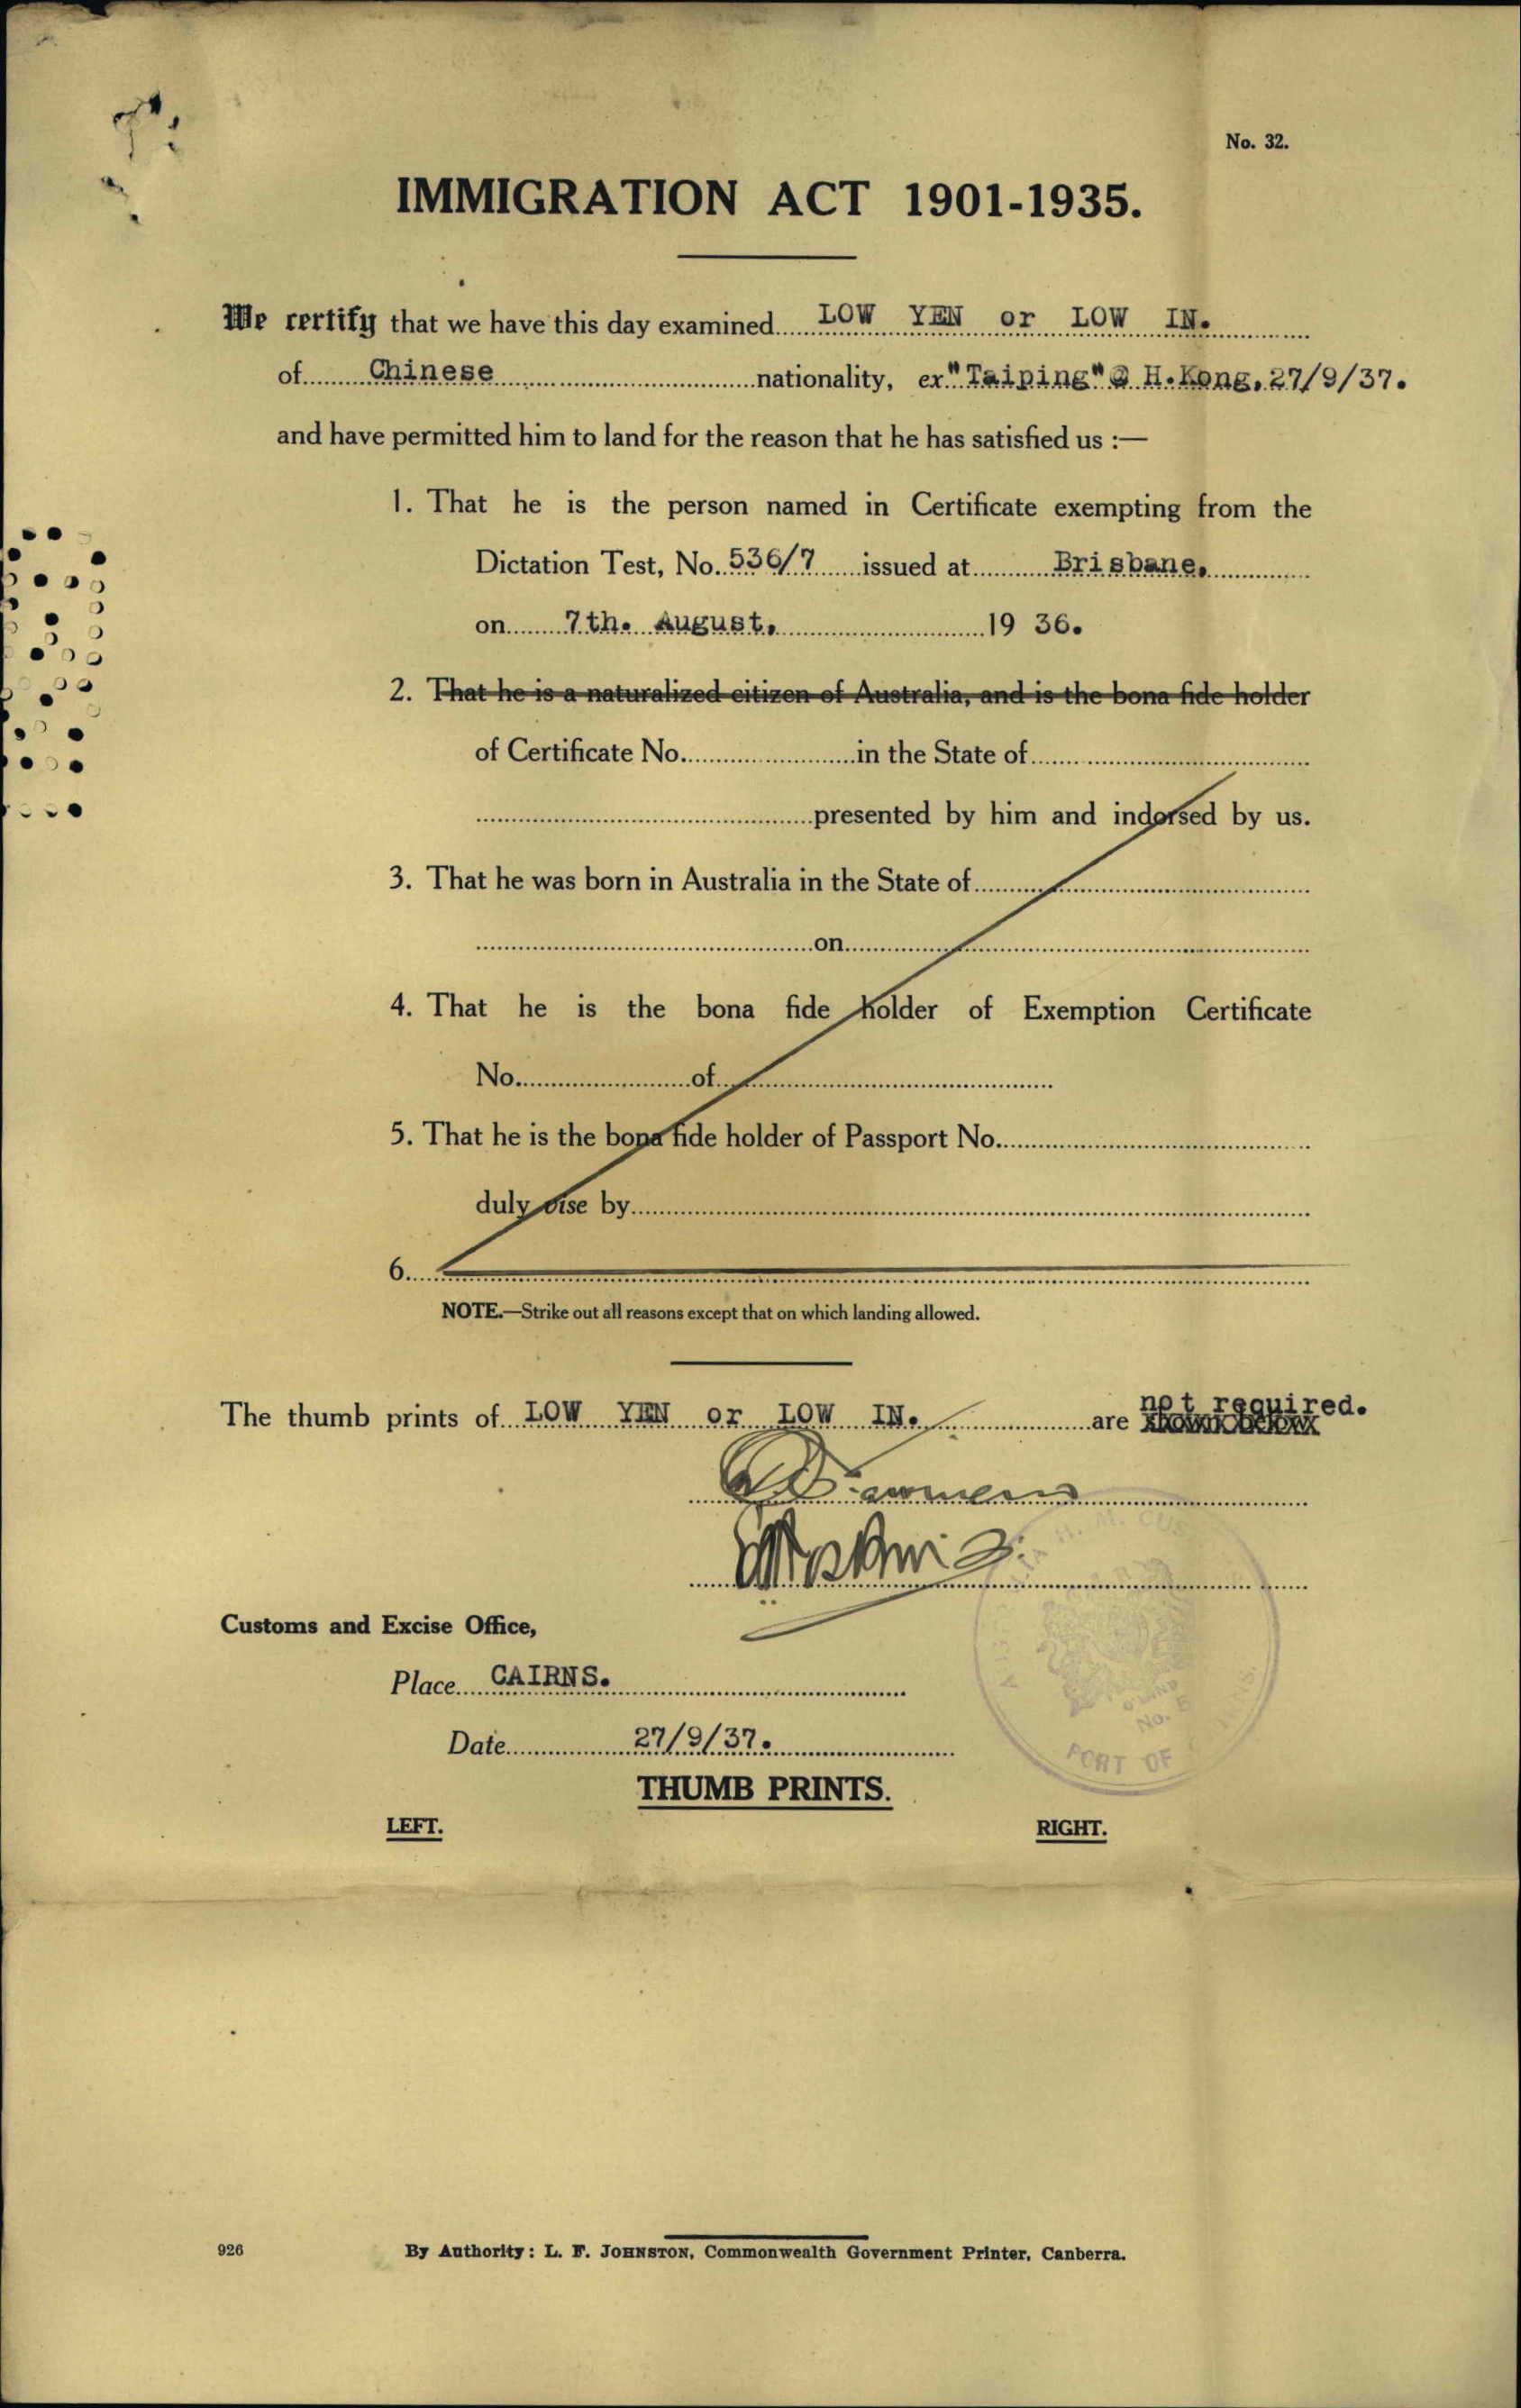 No. 32.
IMMIGRATION ACT 1901-1935.
We certify that we have this day examined LOW YEN or LOW IN.
of Chinese nationality, ex "Taiping" @ H.Kong. 27/9/37.
and have permitted him to land for the reason that he has satisfied us :—
1. That he is the person named in Certificate exempting from the
Dictation Test, No. 536/7 issued at Brisbane.
on 7th. August. 19 36.
2. That he is a naturalized citizen of Australia, and is the bona fide holder
of Certificate No. in the State of
presented by him and indorsed by us.
3. That he was born in Australia in the State of
on
4. That he is the bona fide holder of Exemption Certificate
No. of
5. That he is the bona fide holder of Passport No.
duly vise by
6.
NOTE.—Strike out all reasons except that on which landing allowed.
not required.
The thumb prints of LOW YEN or LOW IN. are shown below
Customs and Excise Office,
Place CAIRNS.
Date 27/9/37.
H. M. CUS
No. E
PORT OF
THUMB PRINTS.
LEFT. RIGHT.
926 By Authority: L. F. JOHNSTON, Commonwealth Government Printer, Canberra.